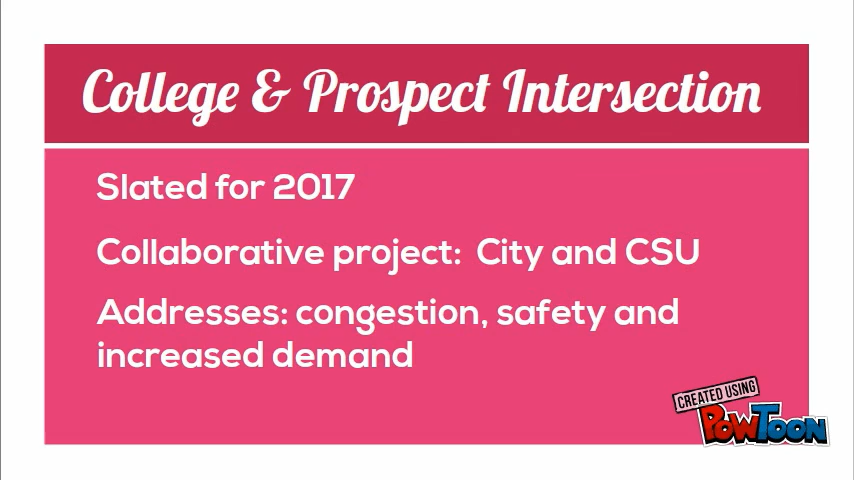 College & Prospect Intersection
Slated for 2017
Collaborative project:  City and CSU
Addresses: congestion, safety and
increased demand
CREATED USING
POWTOON